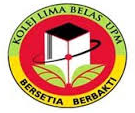 KOLEJ LIMA BELAS UPM
BERSETIA BERBAKTI